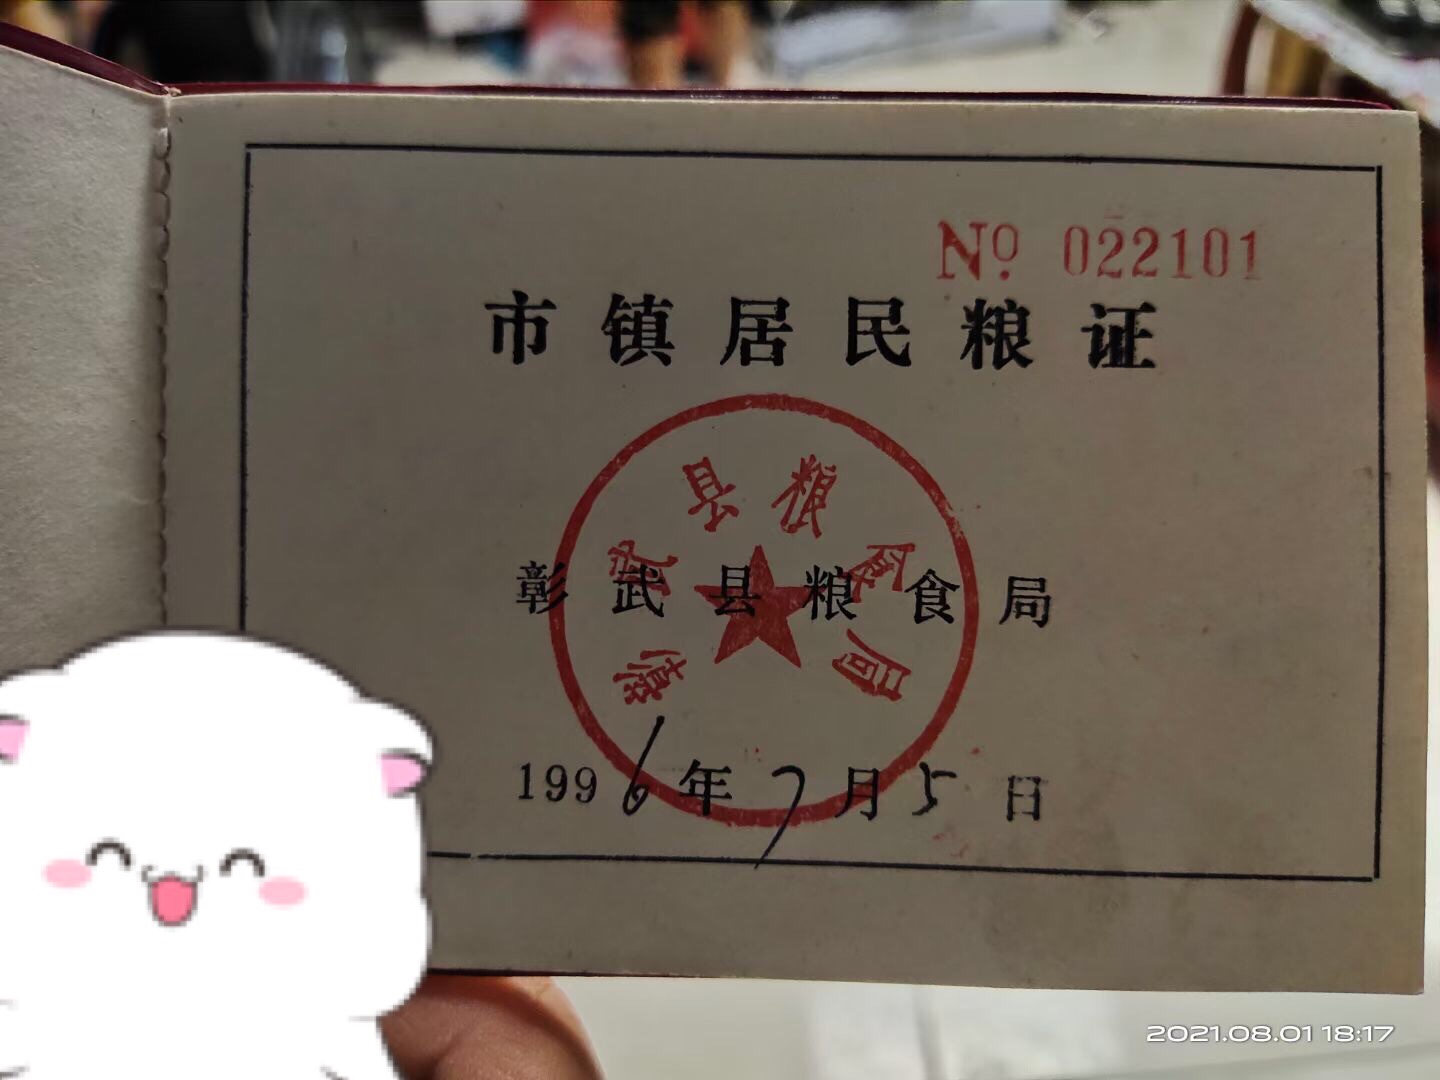 Nº 022101
市镇居民粮证
县粮食局
彰武县粮食局
1996年7月5日
2021.08.01 18:17